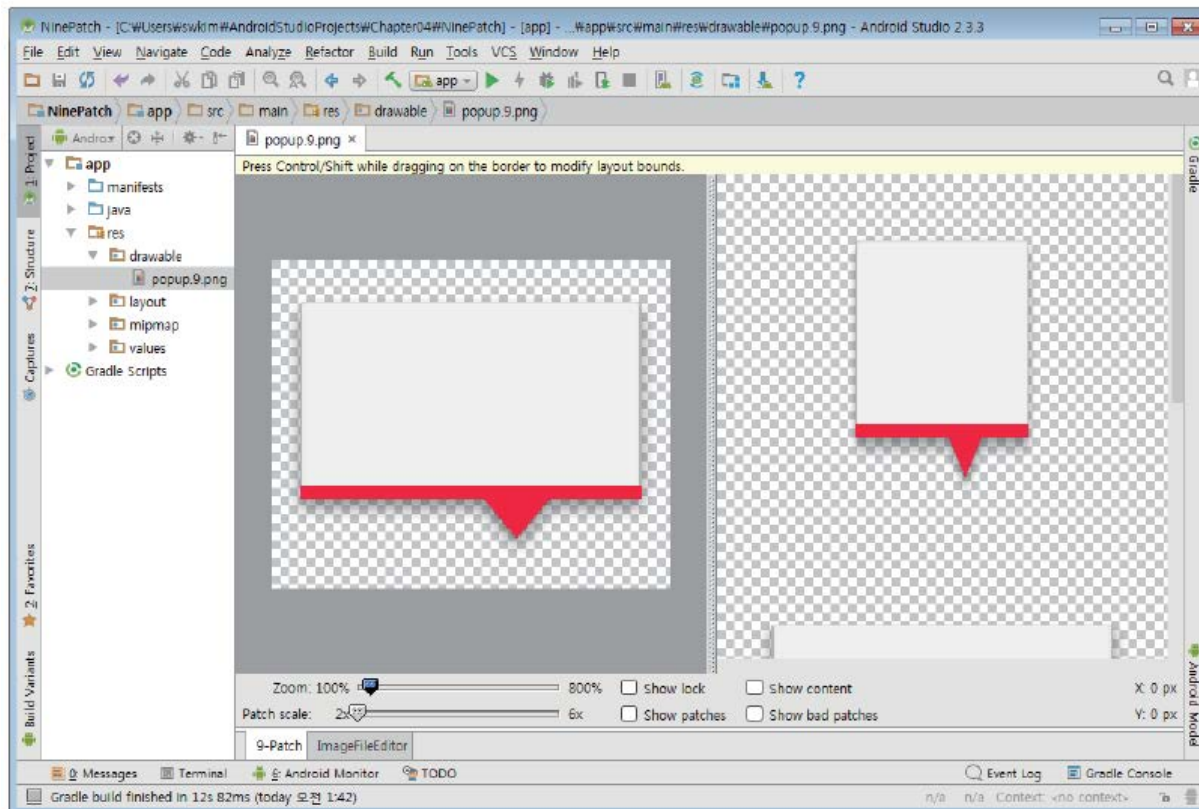 NinePatch - [C:₩Users₩swkim₩AndroidStudioProjects₩Chapter04₩NinePatch] - [app] - ...₩app₩src₩main₩res₩drawable₩popup.9.png - Android Studio 2.3.3
File Edit View Navigate Code Analyze Refactor Build Run Tools VCS Window Help
app
NinePatch app src main res drawable popup.9.png
1: Project
7: Structure
Captures
2: Favorites
Build Variants
app
manifests
java
res
drawable
popup.9.png
layout
mipmap
values
Gradle Scripts
popup.9.png ×
Press Control/Shift while dragging on the border to modify layout bounds.
Zoom: 100% 800% Show lock Show content X: 0 px
Patch scale: 2x 6x Show patches Show bad patches Y: 0 px
9-Patch ImageFileEditor
Gradle
Android Model
0: Messages Terminal 6: Android Monitor TODO Event Log Gradle Console
Gradle build finished in 12s 82ms (today 오전 1:42) n/a n/a Context: <no context>